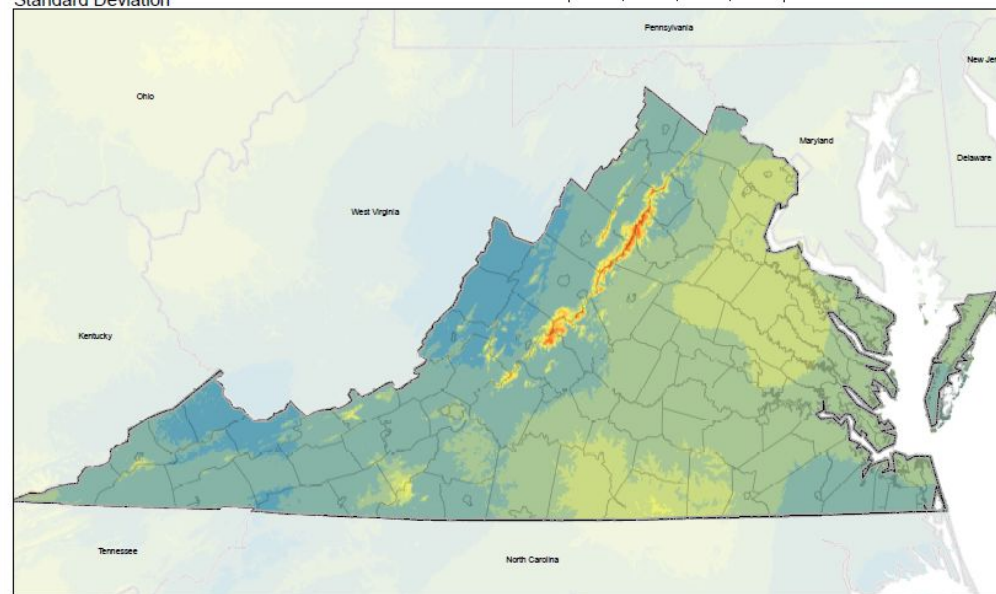 Standard Deviation
Pennsylvania
New Jer
Ohio
Maryland
Delaware
West Virginia
Kentucky
Tennessee
North Carolina